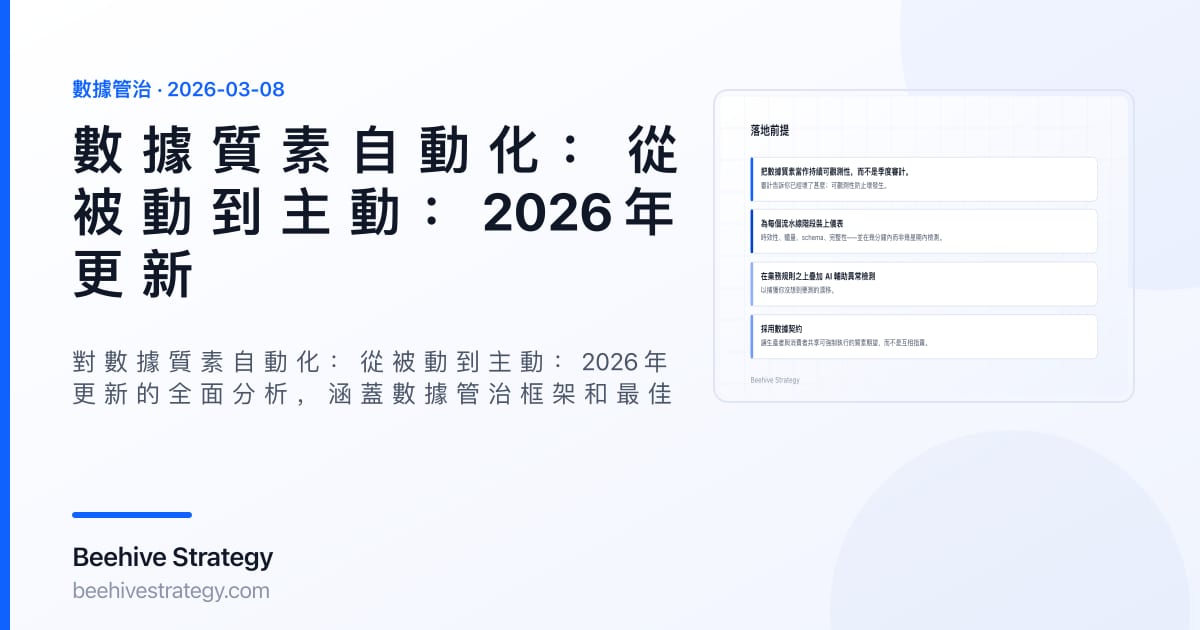 數據管治 · 2026-03-08
數據質素自動化：從
被動到主動：2026年
更新
對數據質素自動化：從被動到主動：2026年
更新的全面分析，涵蓋數據管治框架和最佳
Beehive Strategy
beehivestrategy.com
落地前提
把數據質素當作持續可觀測性，而不是季度審計。
審計告訴你已經壞了甚麼；可觀測性防止壞發生。
為每個流水線階段裝上儀表
時效性、體量、schema、完整性——並在幾分鐘內而非幾星期內檢測。
在業務規則之上疊加 AI 輔助異常檢測
以捕獲你沒想到要測的漂移。
採用數據契約
讓生產者與消費者共享可強制執行的質素期望，而不是互相指責。
Beehive Strategy